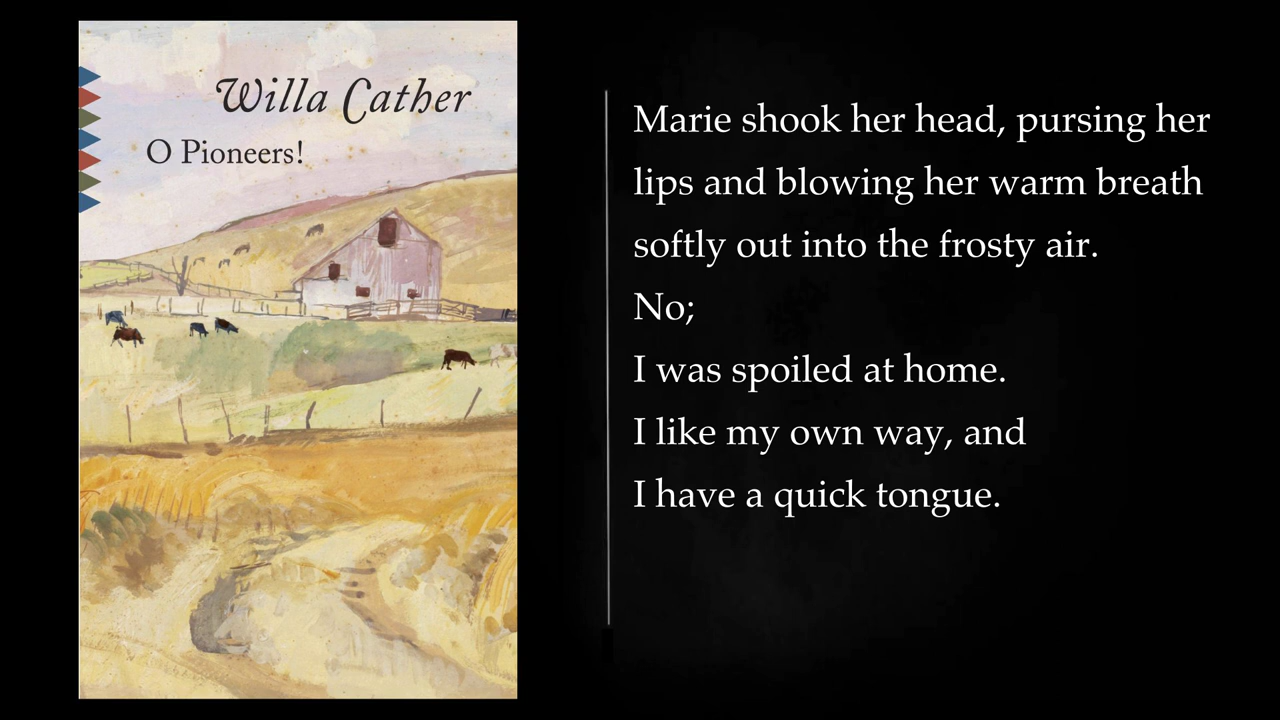 Willa Cather
O Pioneers!
Marie shook her head, pursing her
lips and blowing her warm breath
softly out into the frosty air.
No;
I was spoiled at home.
I like my own way, and
I have a quick tongue.